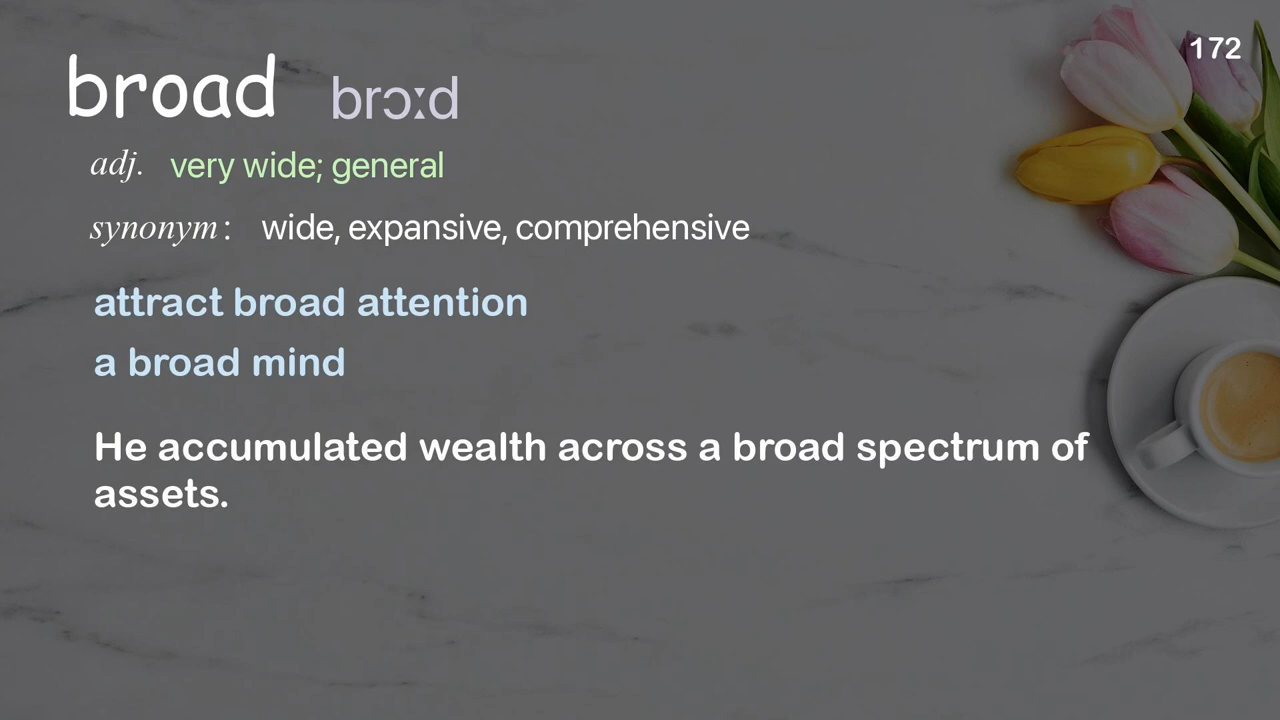 172
broad brɔːd
adj. very wide; general
synonym: wide, expansive, comprehensive
attract broad attention
a broad mind
He accumulated wealth across a broad spectrum of
assets.